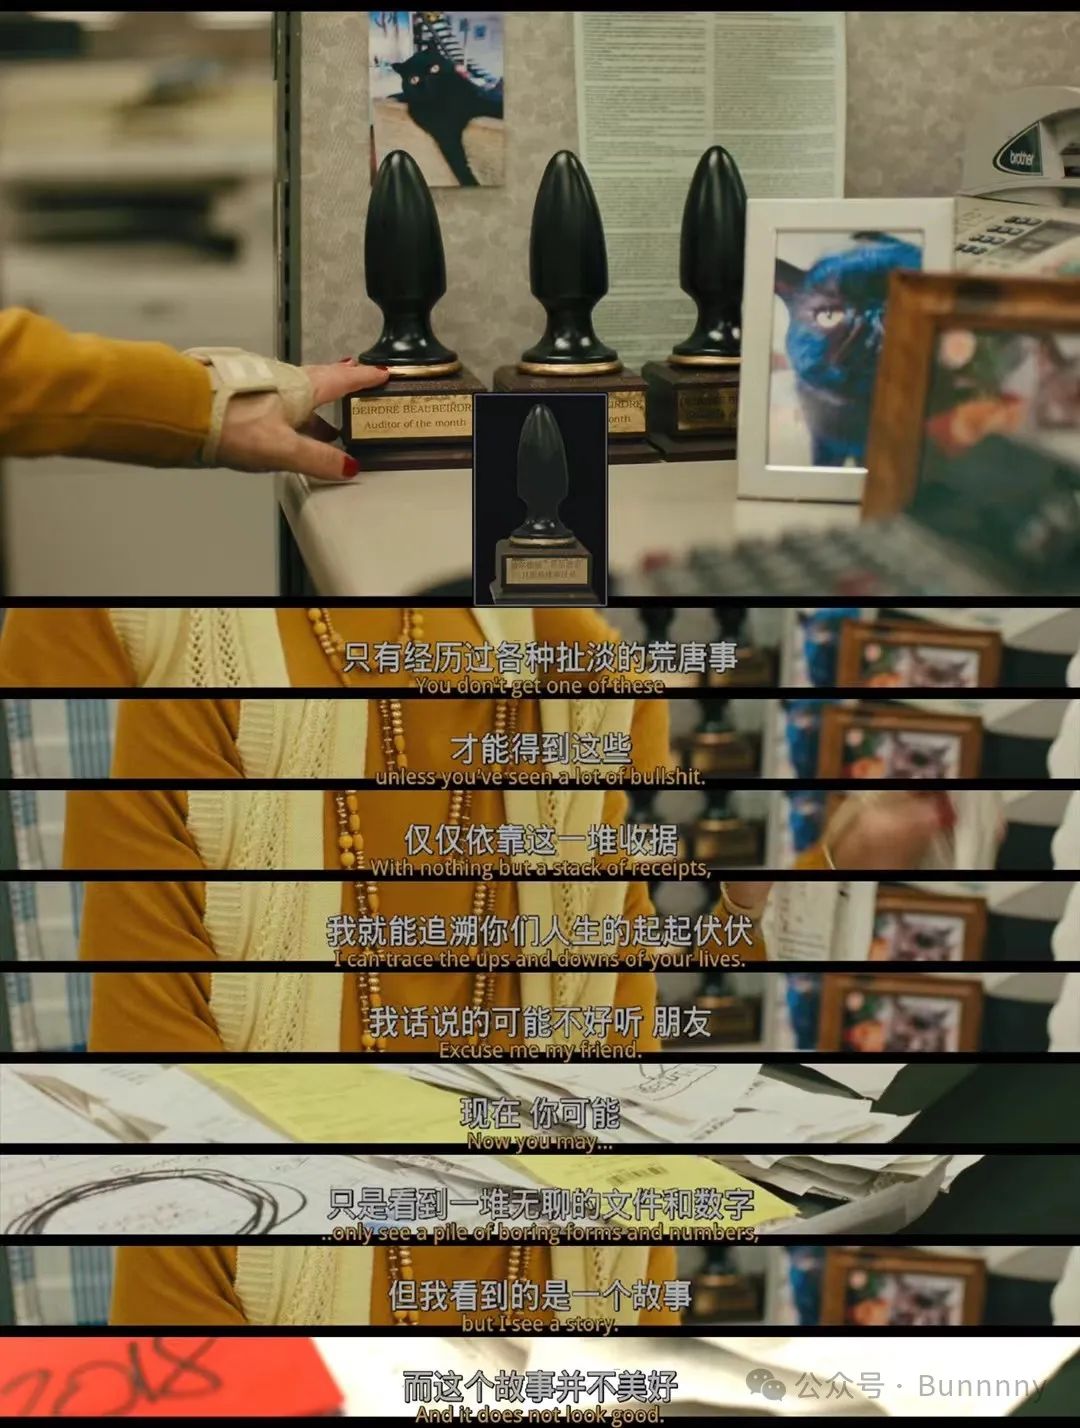 brother
DEIRDRE BEAUBEIRDR
Auditor of the month
只有经历过各种扯淡的荒唐事
You don't get one of these
才能得到这些
unless you've seen a lot of bullshit.
仅仅依靠这一堆收据
With nothing but a stack of receipts,
我就能追溯你们人生的起起伏伏
I can trace the ups and downs of your lives.
我话说的可能不好听 朋友
Excuse me my friend.
现在 你可能
Now you may...
只是看到一堆无聊的文件和数字
..only see a pile of boring forms and numbers,
但我看到的是一个故事
but I see a story.
2018
而这个故事并不美好
And it does not look good.
公众号 · Bunnnny